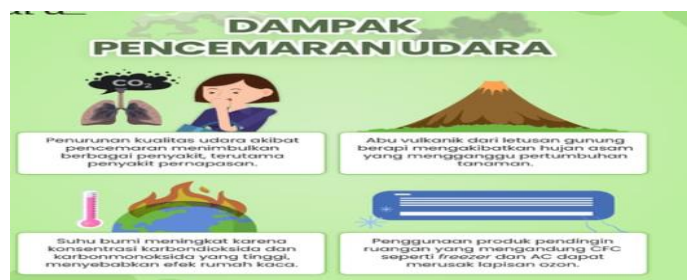 DAMPAK
PENCEMARAN UDARA
CO₂
Penurunan kualitas udara akibat
pencemaran menimbulkan
berbagai penyakit, terutama
penyakit pernapasan.
Abu vulkanik dari letusan gunung
berapi mengakibatkan hujan asam
yang mengganggu pertumbuhan
tanaman.
Suhu bumi meningkat karena
konsentrasi karbondioksida dan
karbonmonoksida yang tinggi,
menyebabkan efek rumah kaca.
Penggunaan produk pendingin
ruangan yang mengandung CFC
seperti freezer dan AC dapat
merusak lapisan ozon.